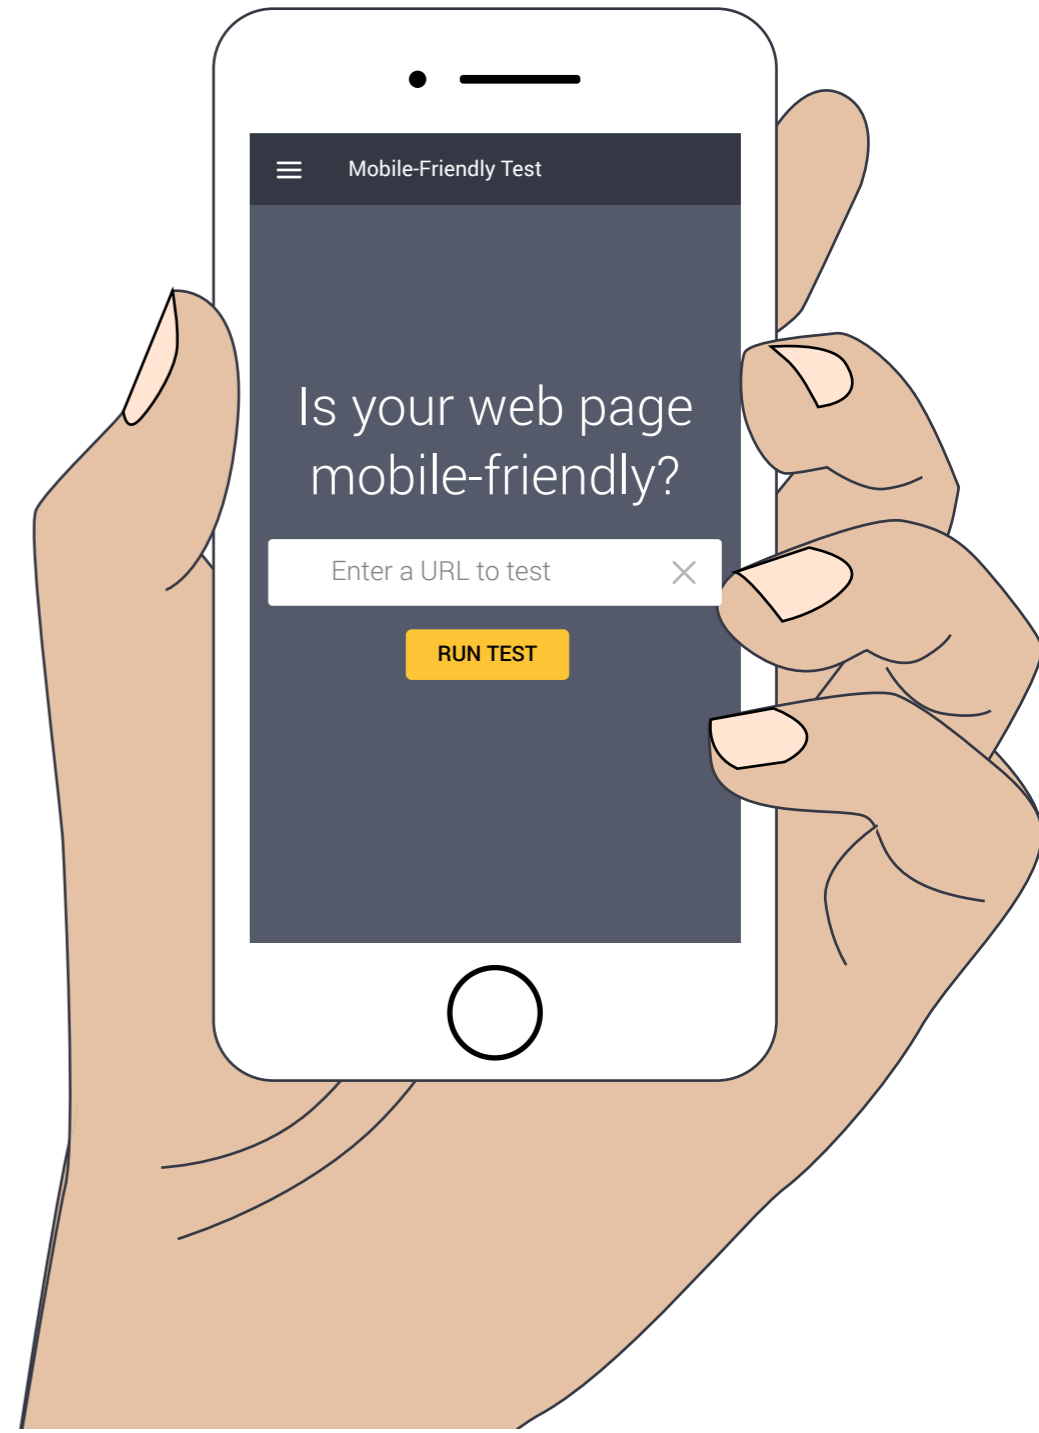 Mobile-Friendly Test
Is your web page
mobile-friendly?
Enter a URL to test
RUN TEST